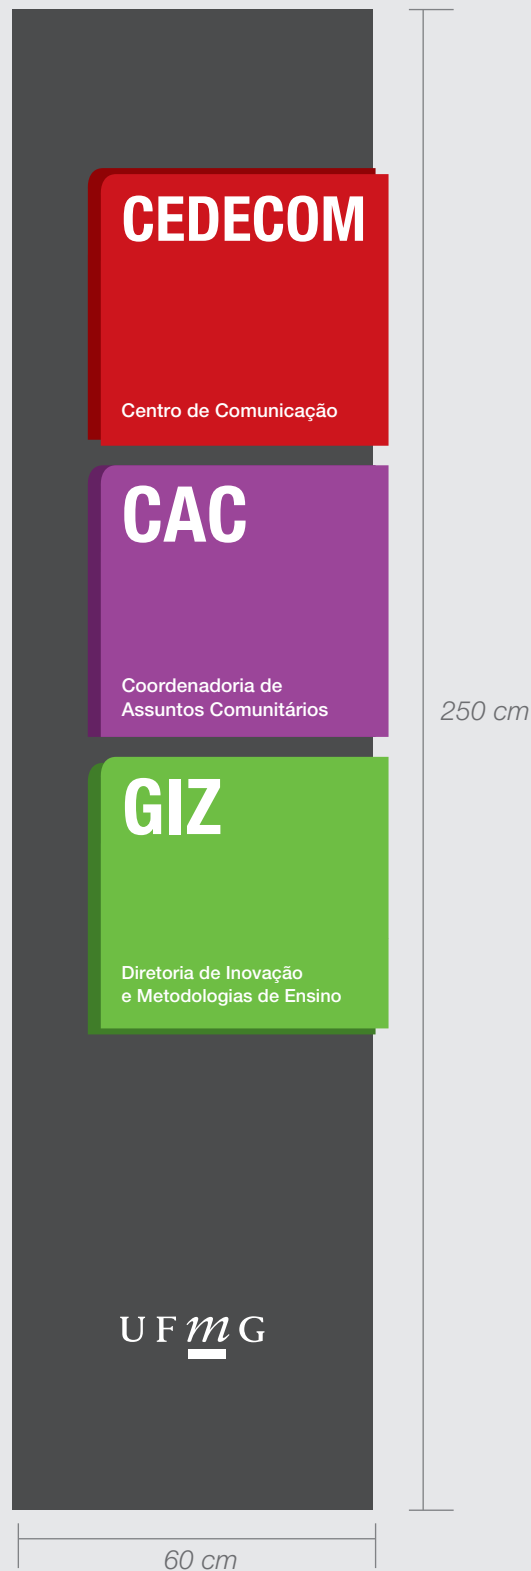 CEDECOM
Centro de Comunicação
CAC
Coordenadoria de
Assuntos Comunitários
250 cm
GIZ
Diretoria de Inovação
e Metodologias de Ensino
UFmG
60 cm